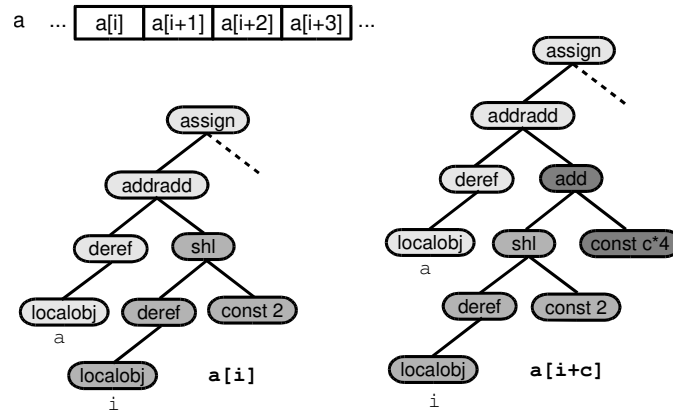 a ... a[i] a[i+1] a[i+2] a[i+3] ...
assign
addradd
deref shl
localobj deref const 2
a
localobj a[i]
i
assign
addradd
deref add
localobj shl const c*4
a
deref const 2
localobj a[i+c]
i